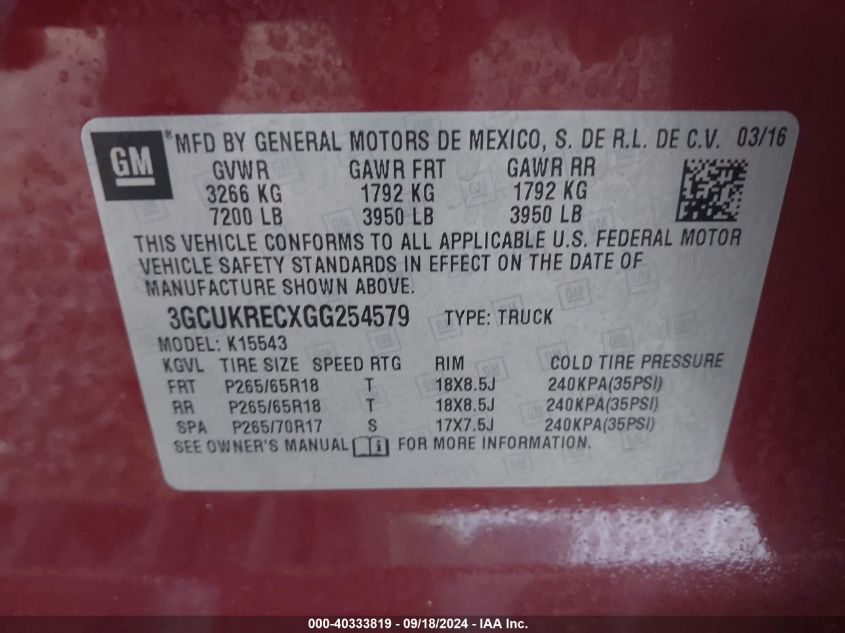 GM ® MFD BY GENERAL MOTORS DE MEXICO, S. DE R.L. DE C.V. 03/16
GVWR GAWR FRT GAWR RR
3266 KG 1792 KG 1792 KG
7200 LB 3950 LB 3950 LB
THIS VEHICLE CONFORMS TO ALL APPLICABLE U.S. FEDERAL MOTOR
VEHICLE SAFETY STANDARDS IN EFFECT ON THE DATE OF
MANUFACTURE SHOWN ABOVE.
3GCUKRECXGG254579 TYPE: TRUCK
MODEL: K15543
KGVL TIRE SIZE SPEED RTG RIM COLD TIRE PRESSURE
FRT P265/65R18 T 18X8.5J 240KPA(35PSI)
RR P265/65R18 T 18X8.5J 240KPA(35PSI)
SPA P265/70R17 S 17X7.5J 240KPA(35PSI)
SEE OWNER'S MANUAL i FOR MORE INFORMATION.
000-40333819 - 09/18/2024 - IAA Inc.